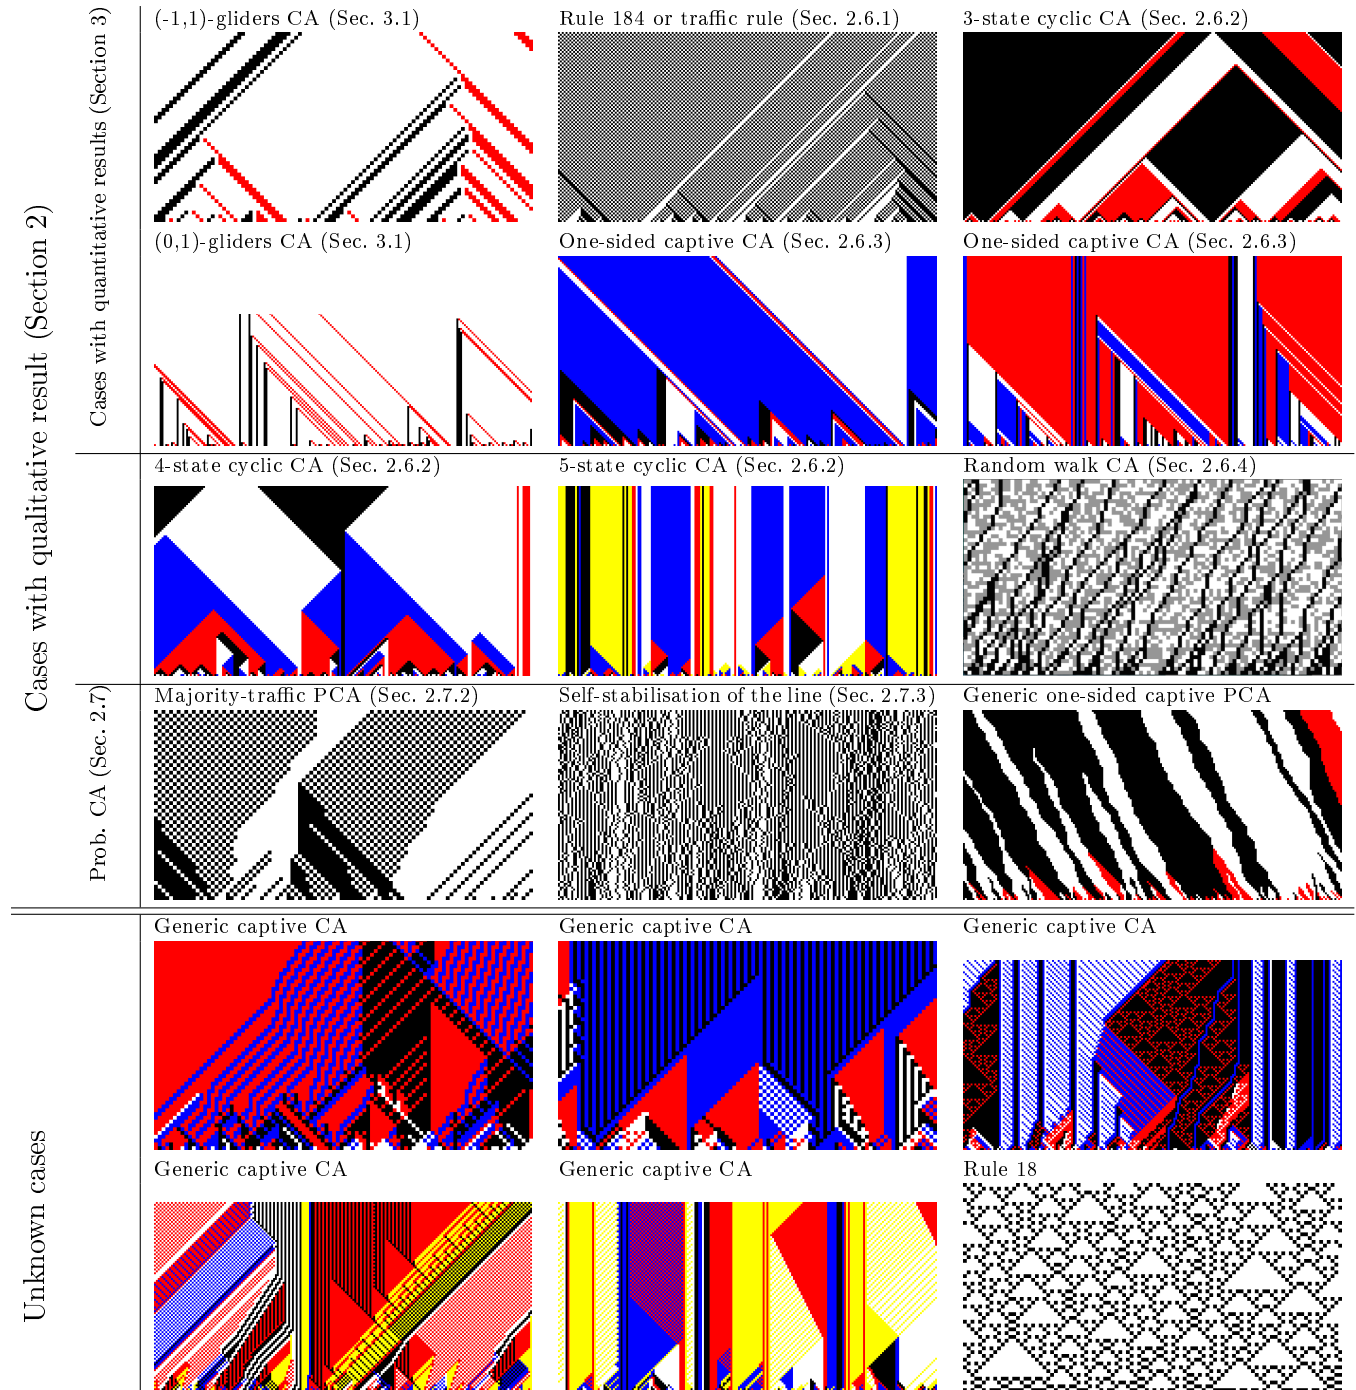 Cases with qualitative result (Section 2)
Cases with quantitative results (Section 3)
(-1,1)-gliders CA (Sec. 3.1)
Rule 184 or traffic rule (Sec. 2.6.1)
3-state cyclic CA (Sec. 2.6.2)
(0,1)-gliders CA (Sec. 3.1)
One-sided captive CA (Sec. 2.6.3)
One-sided captive CA (Sec. 2.6.3)
4-state cyclic CA (Sec. 2.6.2)
5-state cyclic CA (Sec. 2.6.2)
Random walk CA (Sec. 2.6.4)
Prob. CA (Sec. 2.7)
Majority-traffic PCA (Sec. 2.7.2)
Self-stabilisation of the line (Sec. 2.7.3)
Generic one-sided captive PCA
Unknown cases
Generic captive CA
Generic captive CA
Generic captive CA
Generic captive CA
Generic captive CA
Rule 18